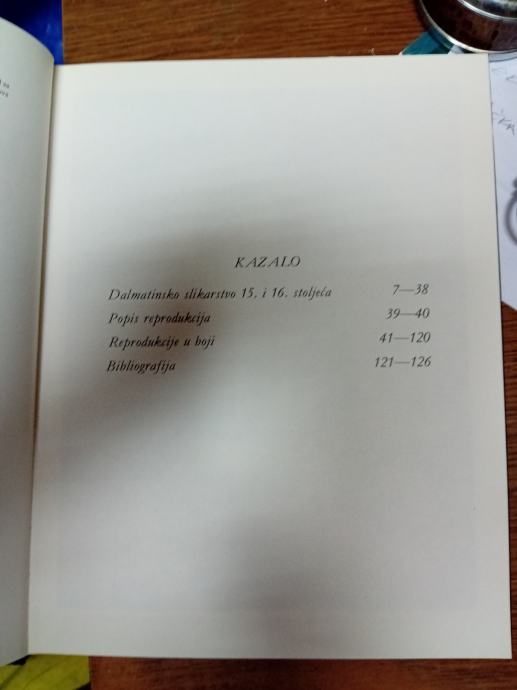 KAZALO
Dalmatinsko slikarstvo 15. i 16. stoljeća 7—38
Popis reprodukcija 39—40
Reprodukcije u boji 41—120
Bibliografija 121—126